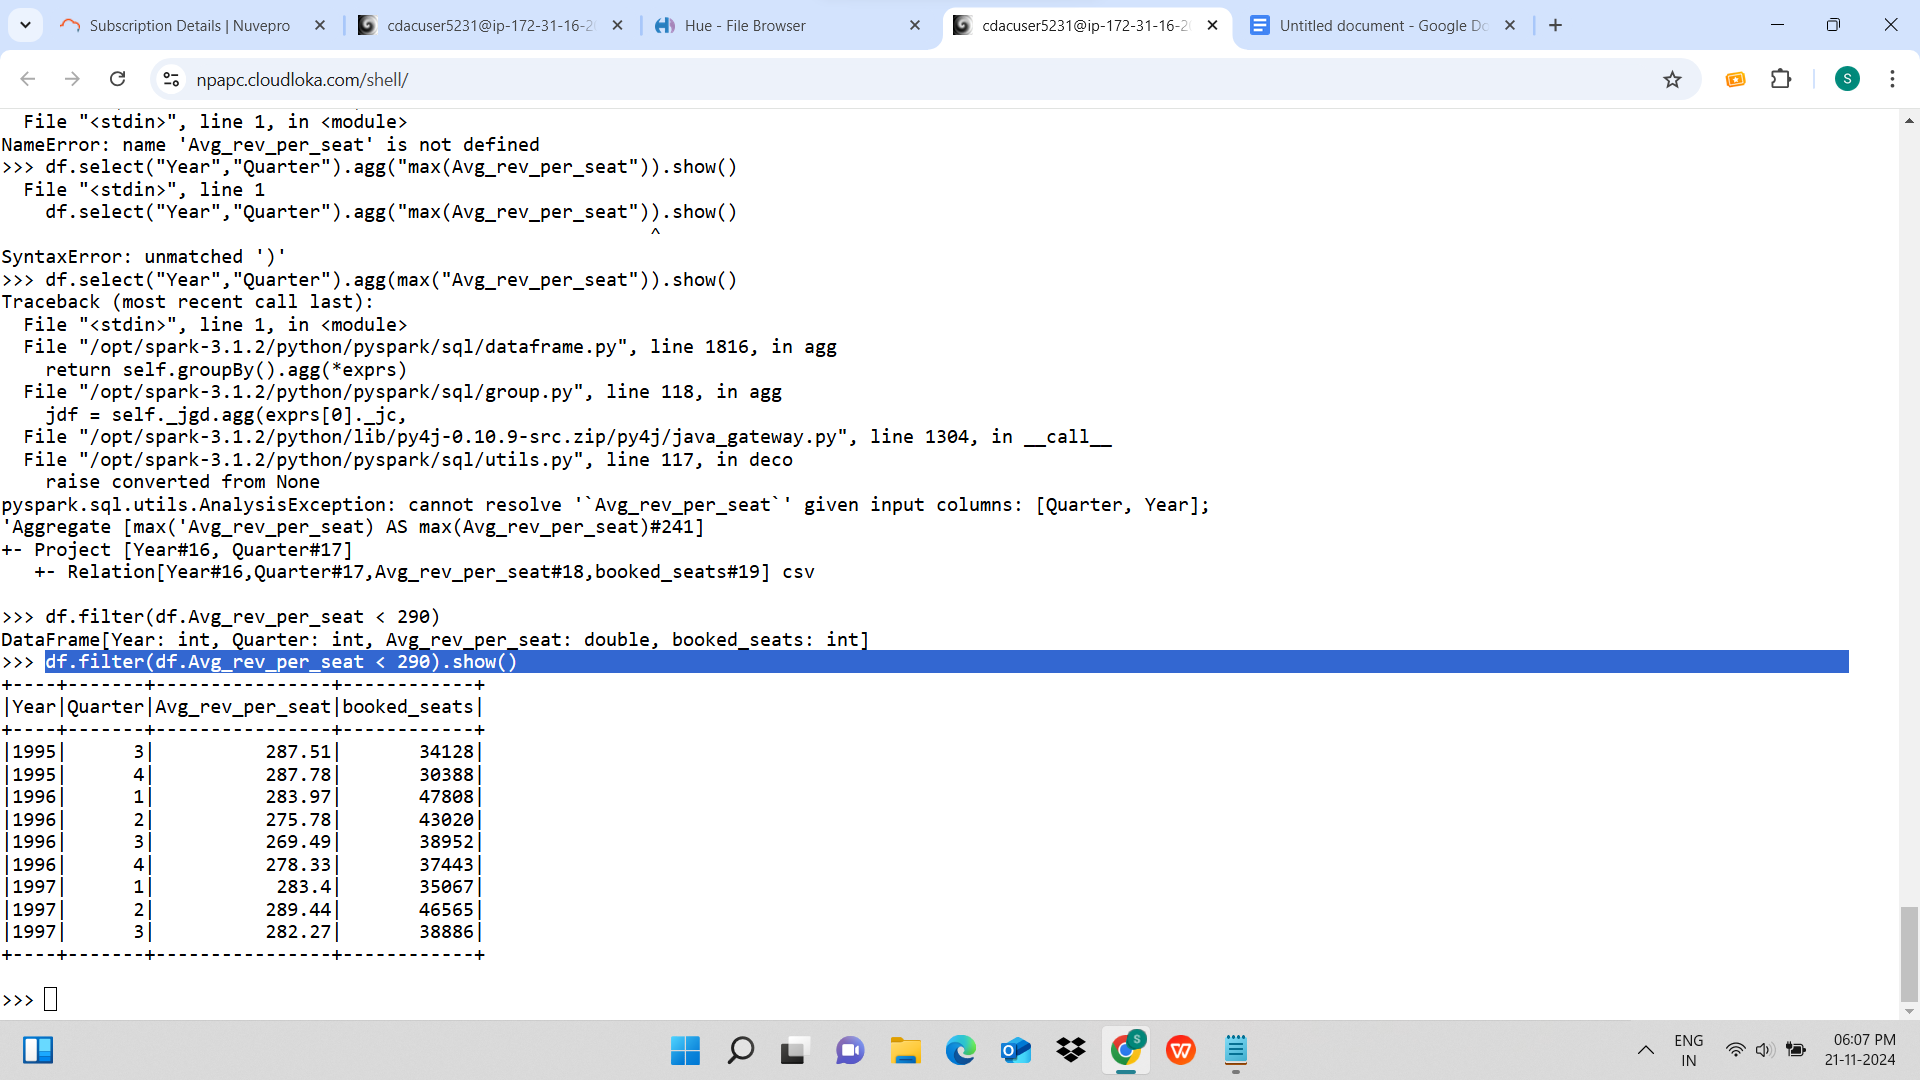 Subscription Details | Nuvepro
cdacuser5231@ip-172-31-16-2
Hue - File Browser
cdacuser5231@ip-172-31-16-2
Untitled document - Google Do
npapc.cloudloka.com/shell/
S
  File "<stdin>", line 1, in <module>
NameError: name 'Avg_rev_per_seat' is not defined
>>> df.select("Year","Quarter").agg("max(Avg_rev_per_seat")).show()
  File "<stdin>", line 1
    df.select("Year","Quarter").agg("max(Avg_rev_per_seat")).show()
                                                           ^
SyntaxError: unmatched ')'
>>> df.select("Year","Quarter").agg(max("Avg_rev_per_seat")).show()
Traceback (most recent call last):
  File "<stdin>", line 1, in <module>
  File "/opt/spark-3.1.2/python/pyspark/sql/dataframe.py", line 1816, in agg
    return self.groupBy().agg(*exprs)
  File "/opt/spark-3.1.2/python/pyspark/sql/group.py", line 118, in agg
    jdf = self._jgd.agg(exprs[0]._jc,
  File "/opt/spark-3.1.2/python/lib/py4j-0.10.9-src.zip/py4j/java_gateway.py", line 1304, in __call__
  File "/opt/spark-3.1.2/python/pyspark/sql/utils.py", line 117, in deco
    raise converted from None
pyspark.sql.utils.AnalysisException: cannot resolve '`Avg_rev_per_seat`' given input columns: [Quarter, Year];
'Aggregate [max('Avg_rev_per_seat) AS max(Avg_rev_per_seat)#241]
+- Project [Year#16, Quarter#17]
   +- Relation[Year#16,Quarter#17,Avg_rev_per_seat#18,booked_seats#19] csv
>>> df.filter(df.Avg_rev_per_seat < 290)
DataFrame[Year: int, Quarter: int, Avg_rev_per_seat: double, booked_seats: int]
>>> df.filter(df.Avg_rev_per_seat < 290).show()
+----+-------+----------------+------------+
|Year|Quarter|Avg_rev_per_seat|booked_seats|
+----+-------+----------------+------------+
|1995|      3|          287.51|       34128|
|1995|      4|          287.78|       30388|
|1996|      1|          283.97|       47808|
|1996|      2|          275.78|       43020|
|1996|      3|          269.49|       38952|
|1996|      4|          278.33|       37443|
|1997|      1|           283.4|       35067|
|1997|      2|          289.44|       46565|
|1997|      3|          282.27|       38886|
+----+-------+----------------+------------+
>>>
S
ENG
IN
06:07 PM
21-11-2024